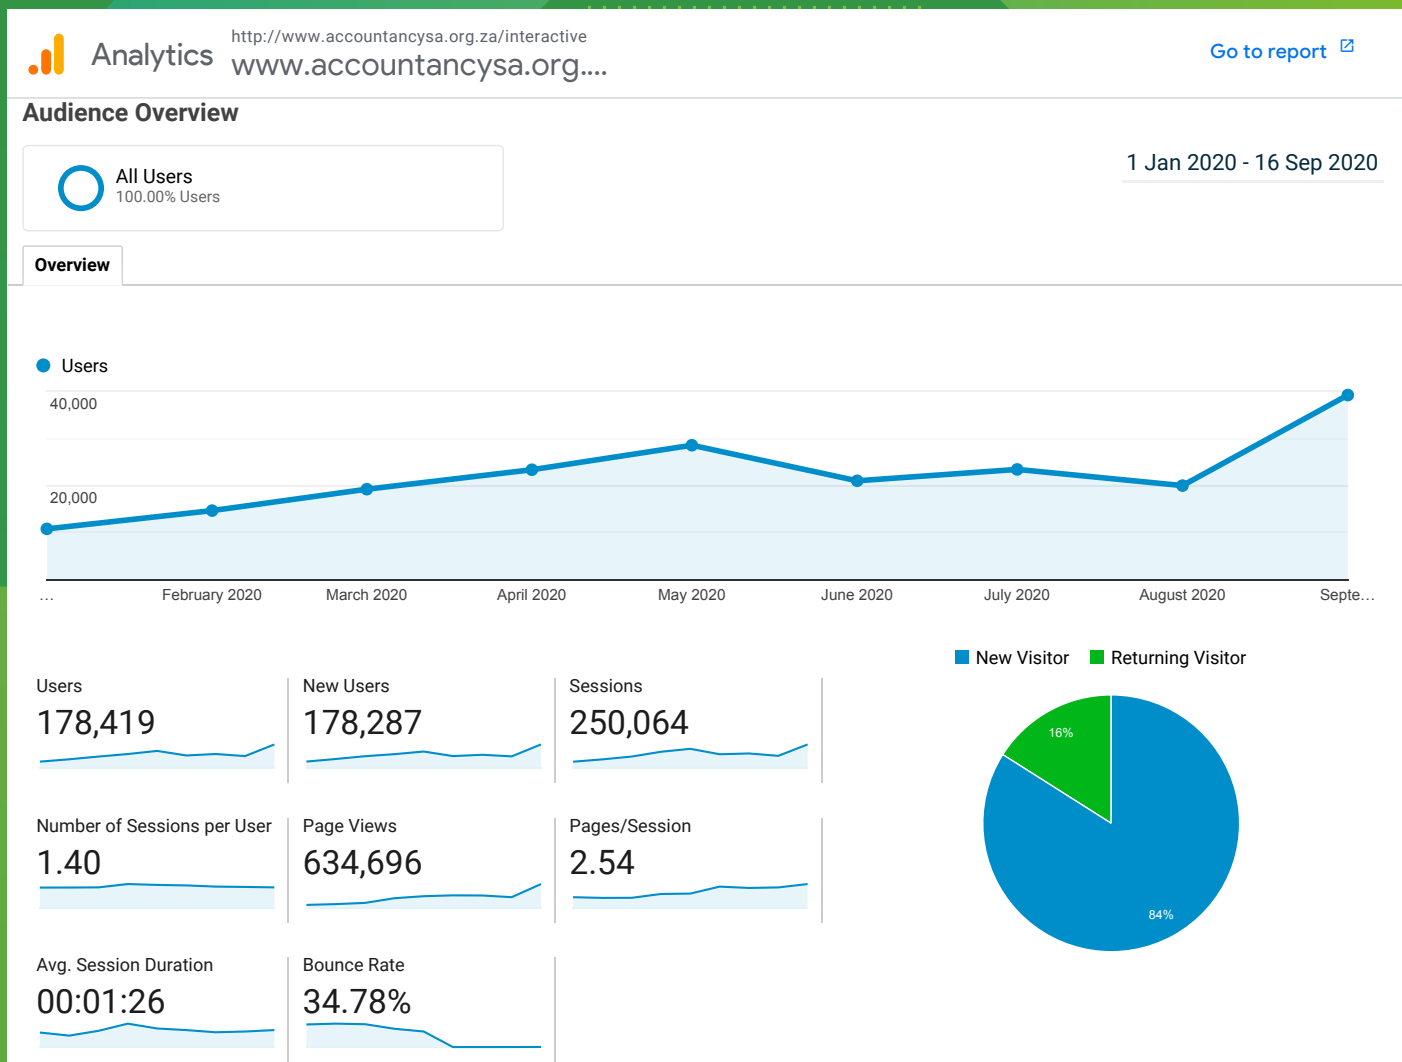 Analytics
http://www.accountancysa.org.za/interactive
www.accountancysa.org....
Go to report
Audience Overview
All Users
100.00% Users
1 Jan 2020 - 16 Sep 2020
Overview
Users
40,000
20,000
…
February 2020
March 2020
April 2020
May 2020
June 2020
July 2020
August 2020
Septe…
New Visitor
Returning Visitor
Users
178,419
New Users
178,287
Sessions
250,064
Number of Sessions per User
1.40
Page Views
634,696
Pages/Session
2.54
Avg. Session Duration
00:01:26
Bounce Rate
34.78%
16%
84%